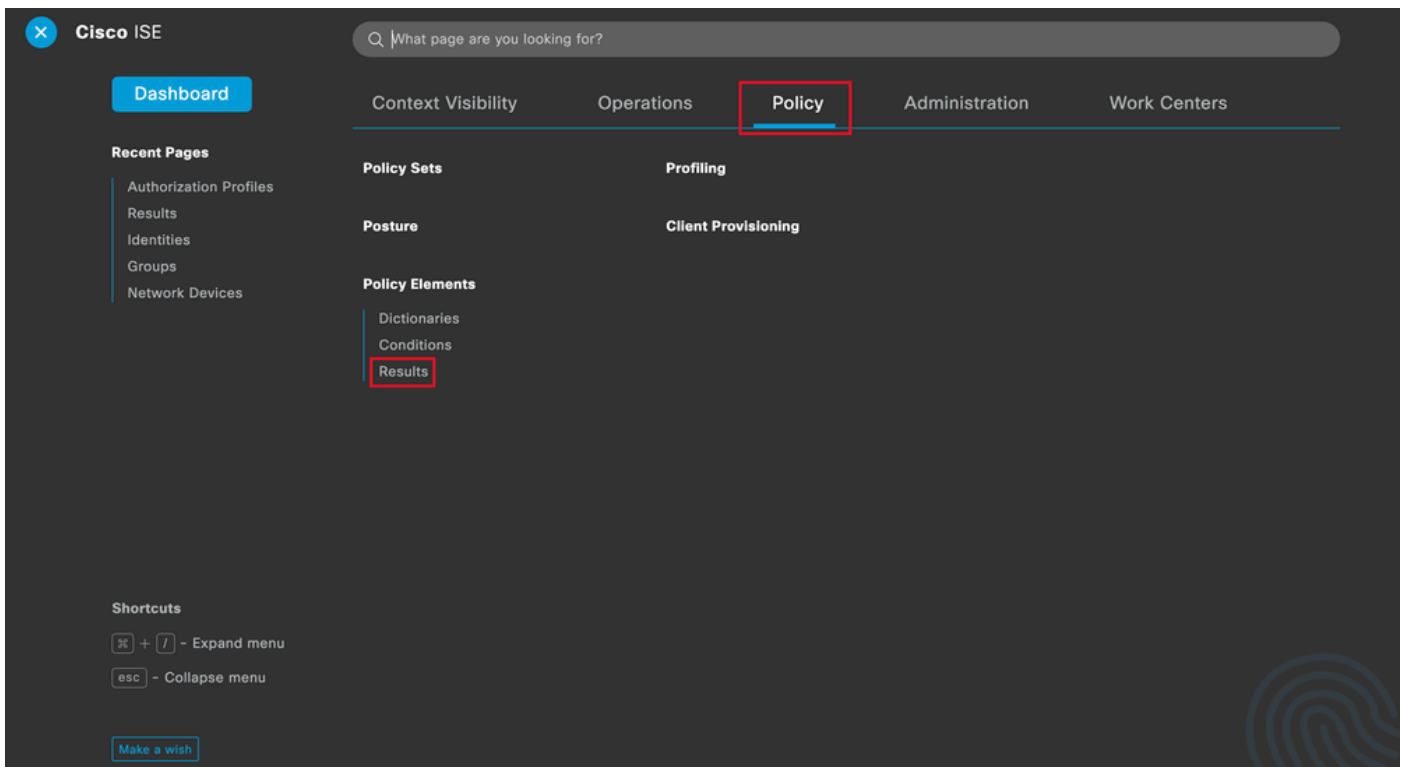 Cisco ISE
What page are you looking for?
Dashboard
Context Visibility
Operations
Policy
Administration
Work Centers
Recent Pages
Authorization Profiles
Results
Identities
Groups
Network Devices
Policy Sets
Profiling
Posture
Client Provisioning
Policy Elements
Dictionaries
Conditions
Results
Shortcuts
⌘ + / - Expand menu
esc - Collapse menu
Make a wish